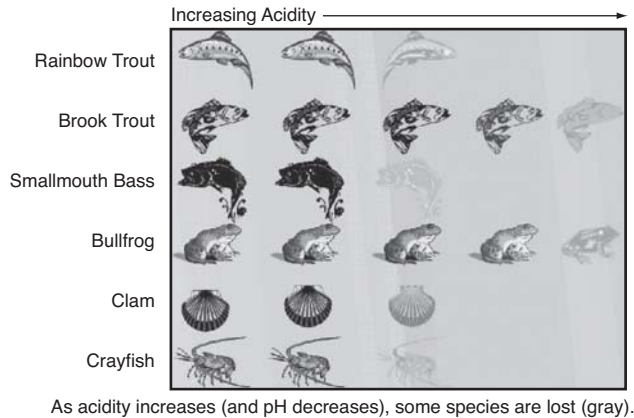 Increasing Acidity
Rainbow Trout
Brook Trout
Smallmouth Bass
Bullfrog
Clam
Crayfish
As acidity increases (and pH decreases), some species are lost (gray).